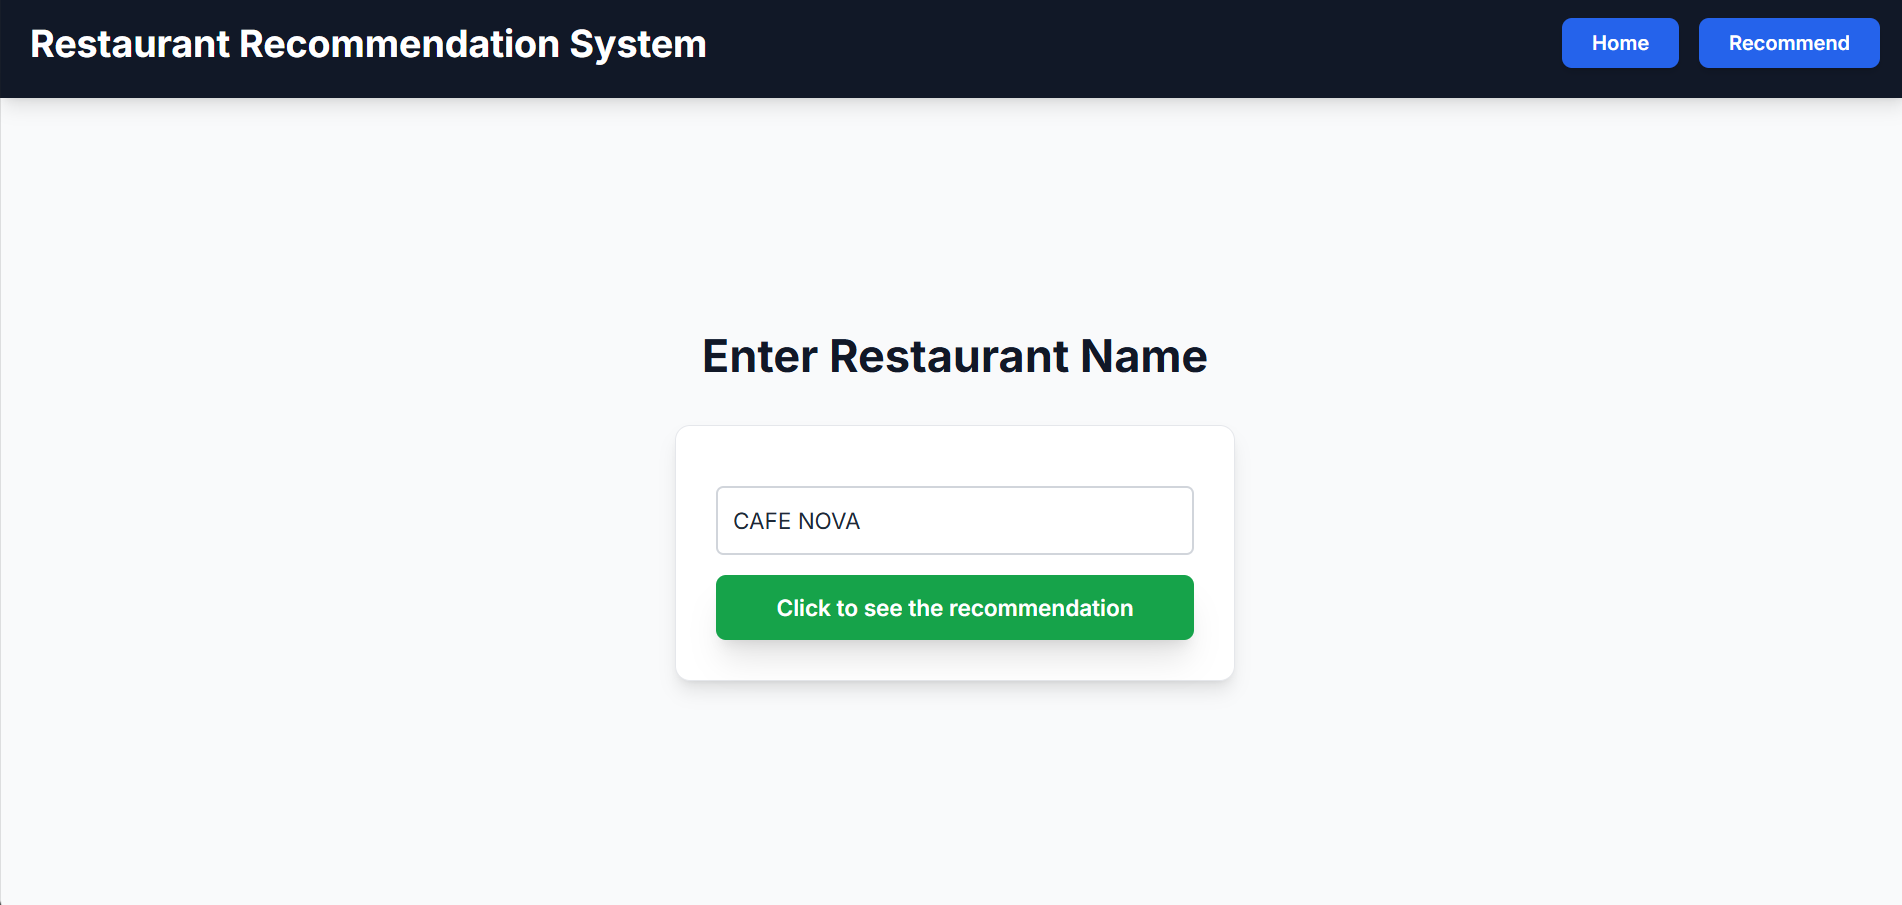 Restaurant Recommendation System
Home
Recommend
Enter Restaurant Name
CAFE NOVA
Click to see the recommendation